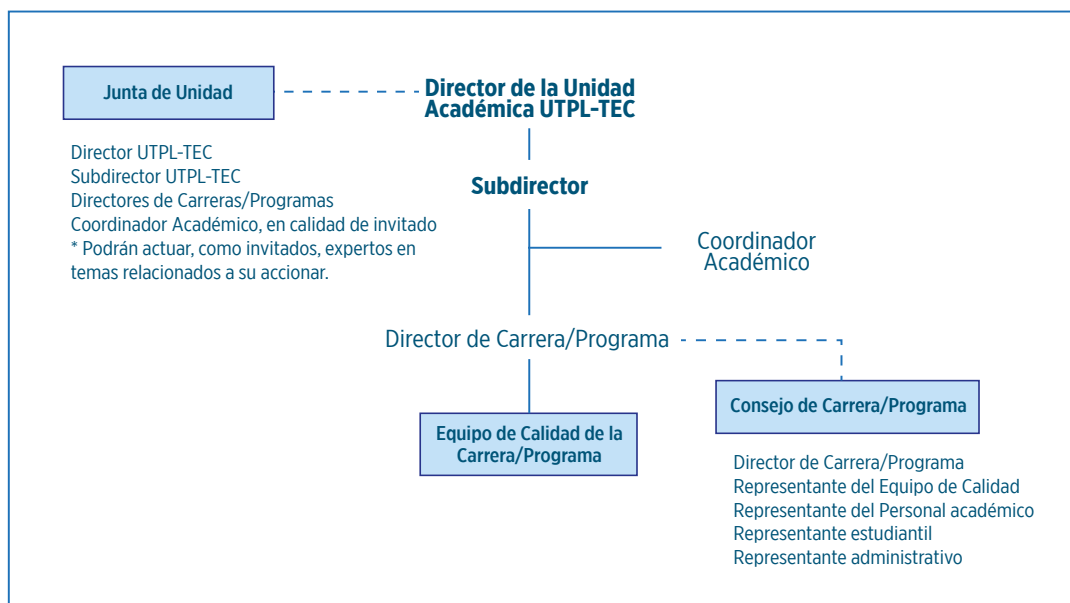 Junta de Unidad
Director de la Unidad
Académica UTPL-TEC
Director UTPL-TEC
Subdirector UTPL-TEC
Directores de Carreras/Programas
Coordinador Académico, en calidad de invitado
* Podrán actuar, como invitados, expertos en
temas relacionados a su accionar.
Subdirector
Coordinador
Académico
Director de Carrera/Programa
Equipo de Calidad de la
Carrera/Programa
Consejo de Carrera/Programa
Director de Carrera/Programa
Representante del Equipo de Calidad
Representante del Personal académico
Representante estudiantil
Representante administrativo